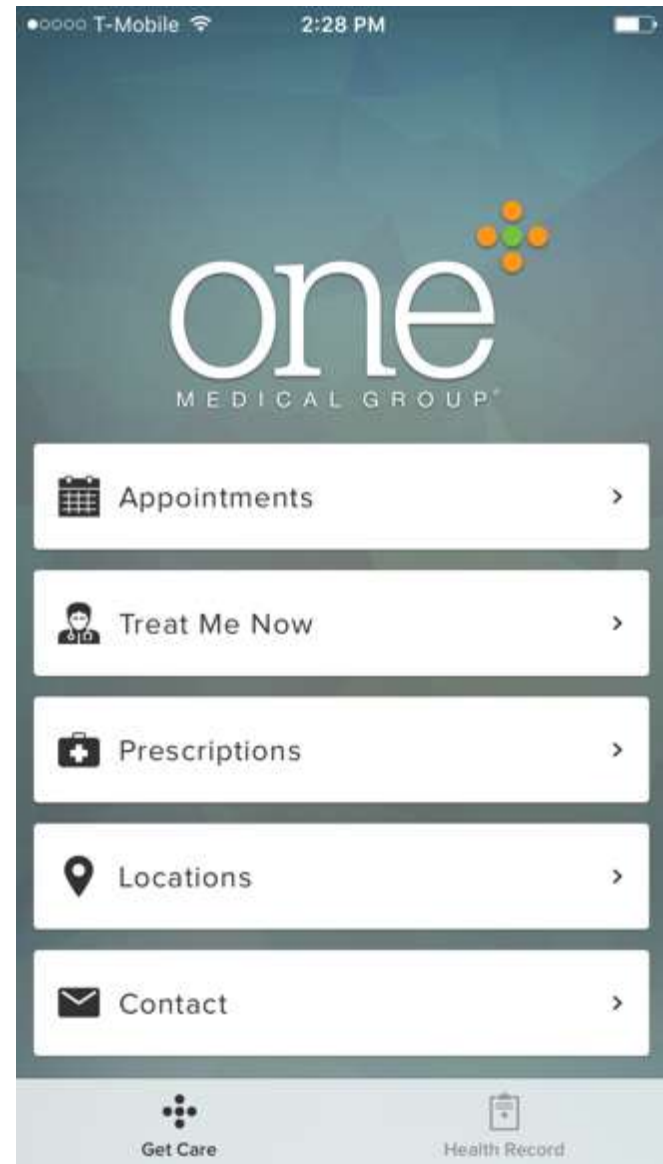 T-Mobile 2:28 PM
one
MEDICAL GROUP®
Appointments
Treat Me Now
Prescriptions
Locations
Contact
Get Care Health Record